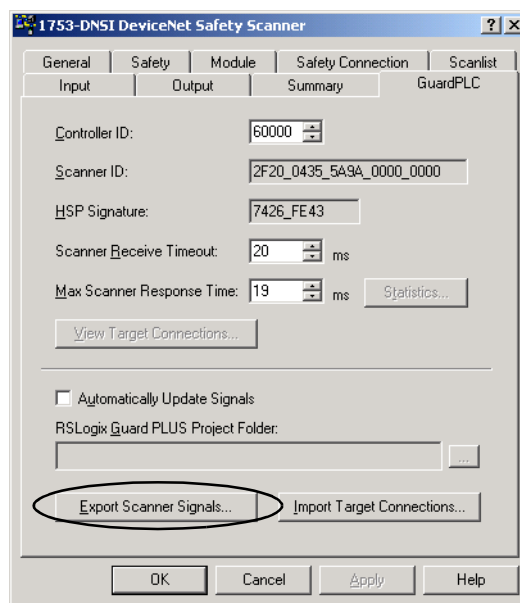 1753-DNSI DeviceNet Safety Scanner
General Safety Module Safety Connection Scanlist
Input Output Summary GuardPLC
Controller ID: 60000
Scanner ID: 2F20_0435_5A9A_0000_0000
HSP Signature: 7426_FE43
Scanner Receive Timeout: 20 ms
Max Scanner Response Time: 19 ms Statistics...
View Target Connections...
Automatically Update Signals
RSLogix Guard PLUS Project Folder:
...
Export Scanner Signals... Import Target Connections...
OK Cancel Apply Help